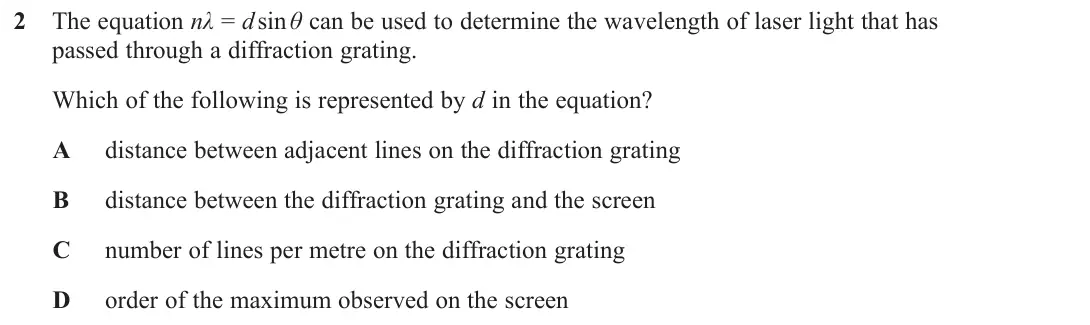 2 The equation nλ = d sin θ can be used to determine the wavelength of laser light that has
passed through a diffraction grating.
Which of the following is represented by d in the equation?
A distance between adjacent lines on the diffraction grating
B distance between the diffraction grating and the screen
C number of lines per metre on the diffraction grating
D order of the maximum observed on the screen